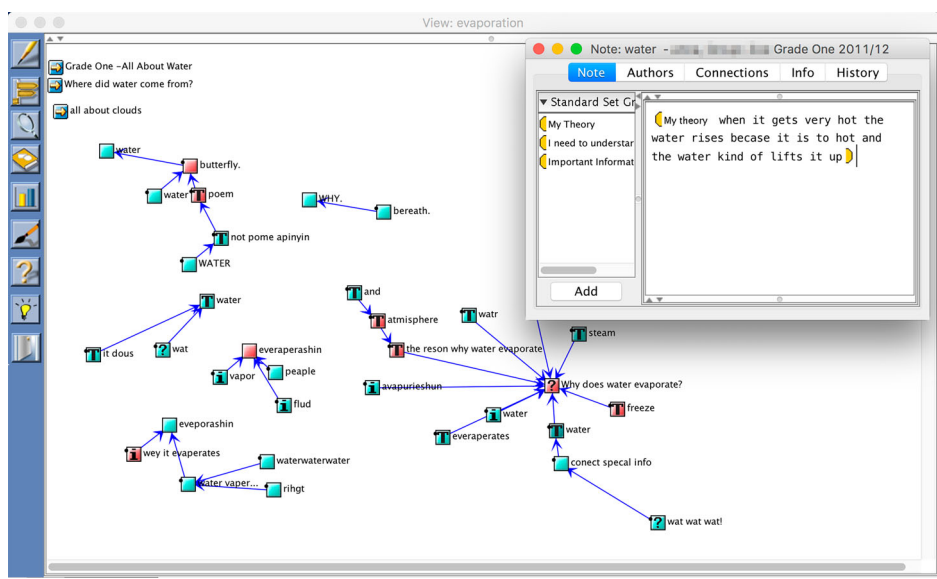 View: evaporation
Grade One -All About Water
Where did water come from?
all about clouds
water
butterfly.
water
poem
WHY.
bereath.
not pome apinyin
WATER
water
and
watr
atmisphere
steam
it dous
wat
everaperashin
the reson why water evaporate
vapor
peaple
avapurieshun
Why does water evaporate?
flud
water
freeze
eveporashin
everaperates
water
wey it evaperates
waterwaterwater
conect specal info
water vaper...
rihgt
wat wat wat!
Note: water - Grade One 2011/12
Note Authors Connections Info History
Standard Set Gr
My Theory
I need to understar
Important Informat
Add
My theory when it gets very hot the
water rises becase it is to hot and
the water kind of lifts it up